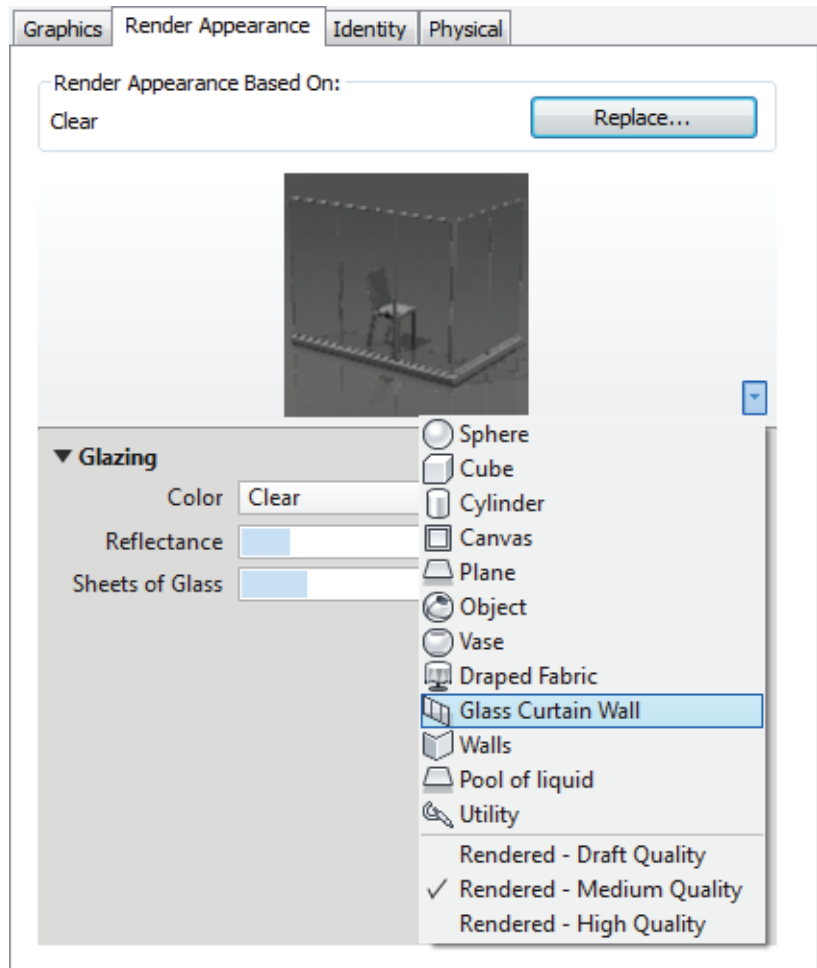 Graphics Render Appearance Identity Physical
Render Appearance Based On:
Clear Replace...
Glazing
Color Clear
Reflectance
Sheets of Glass
Sphere
Cube
Cylinder
Canvas
Plane
Object
Vase
Draped Fabric
Glass Curtain Wall
Walls
Pool of liquid
Utility
Rendered - Draft Quality
Rendered - Medium Quality
Rendered - High Quality